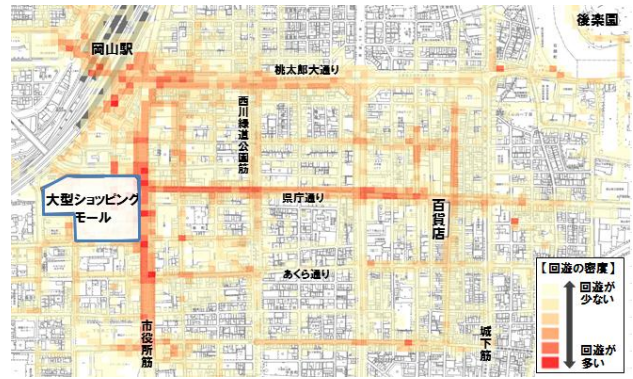 岡山駅
後楽園
桃太郎大通り
西川緑道公園筋
大型ショッピング
モール
県庁通り
百貨店
あくら通り
市役所筋
城下筋
【回遊の密度】
回遊が
少ない
回遊が
多い